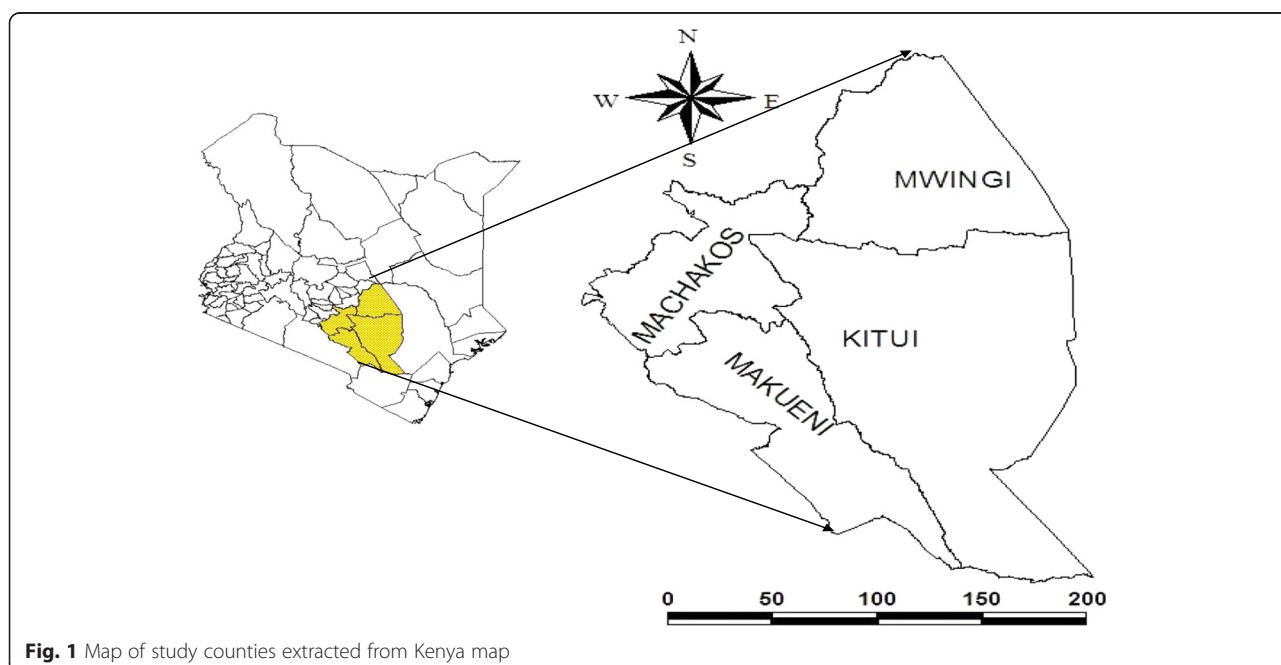 N
W E
S
MWINGI
MACHAKOS
KITUI
MAKUENI
0 50 100 150 200
Fig. 1 Map of study counties extracted from Kenya map